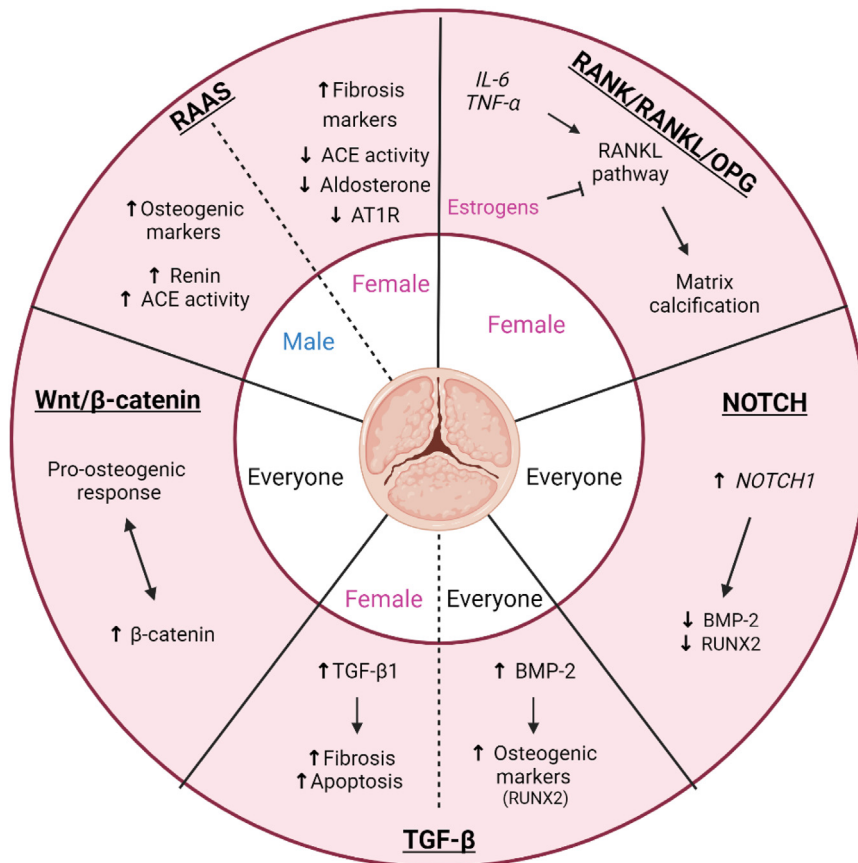 RAAS
↑Fibrosis
markers
↓ ACE activity
↓ Aldosterone
↓ AT1R
↑Osteogenic
markers
↑ Renin
↑ ACE activity
Female
Male
RANK/RANKL/OPG
IL-6
TNF-α
RANKL
pathway
Estrogens
Matrix
calcification
Female
Wnt/β-catenin
Pro-osteogenic
response
↑ β-catenin
Everyone
NOTCH
↑ NOTCH1
↓ BMP-2
↓ RUNX2
Everyone
Female
Everyone
↑TGF-β1
↑Fibrosis
↑Apoptosis
↑ BMP-2
↑ Osteogenic
markers
(RUNX2)
TGF-β